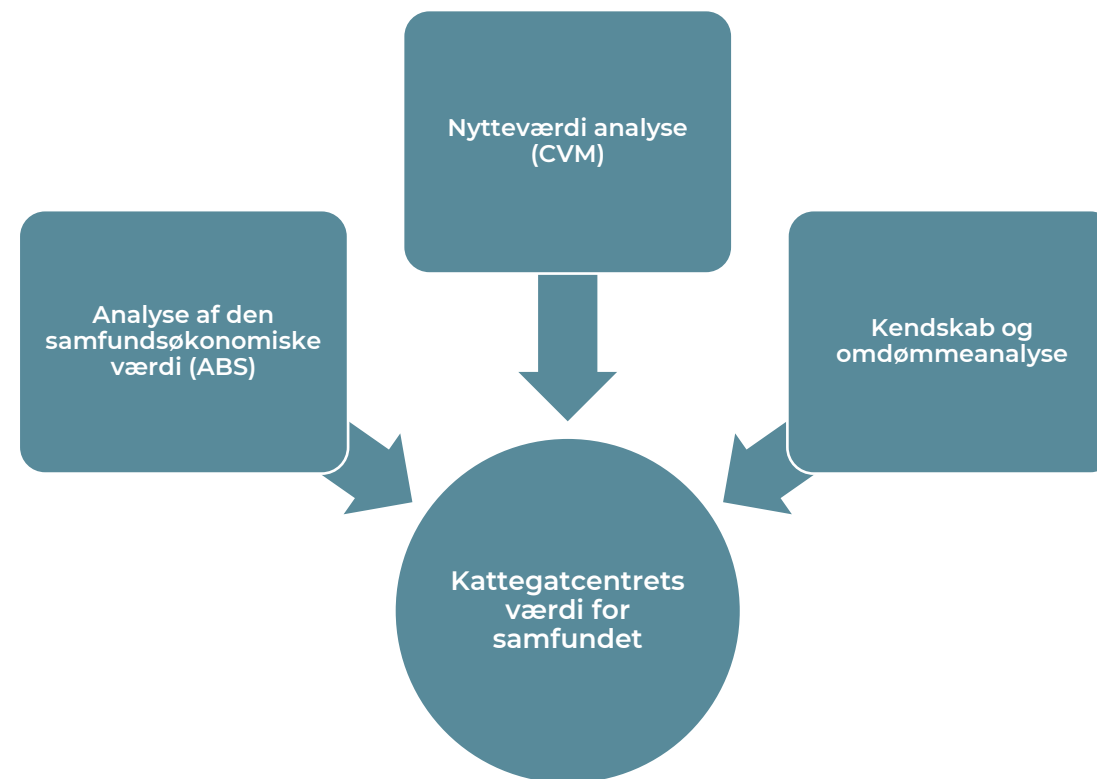 Nytteværdi analyse
(CVM)
Analyse af den
samfundsøkonomiske
værdi (ABS)
Kendskab og
omdømmeanalyse
Kattegatcentrets
værdi for
samfundet